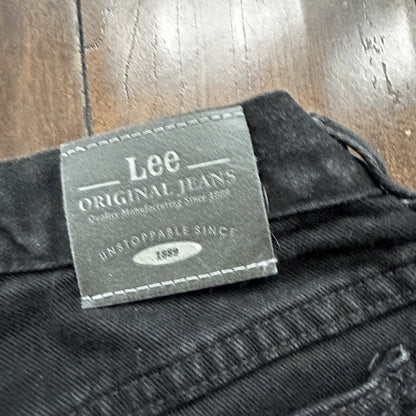 Lee
ORIGINAL JEANS
Quality Manufacturing Since 1889
UNSTOPPABLE SINCE
1889